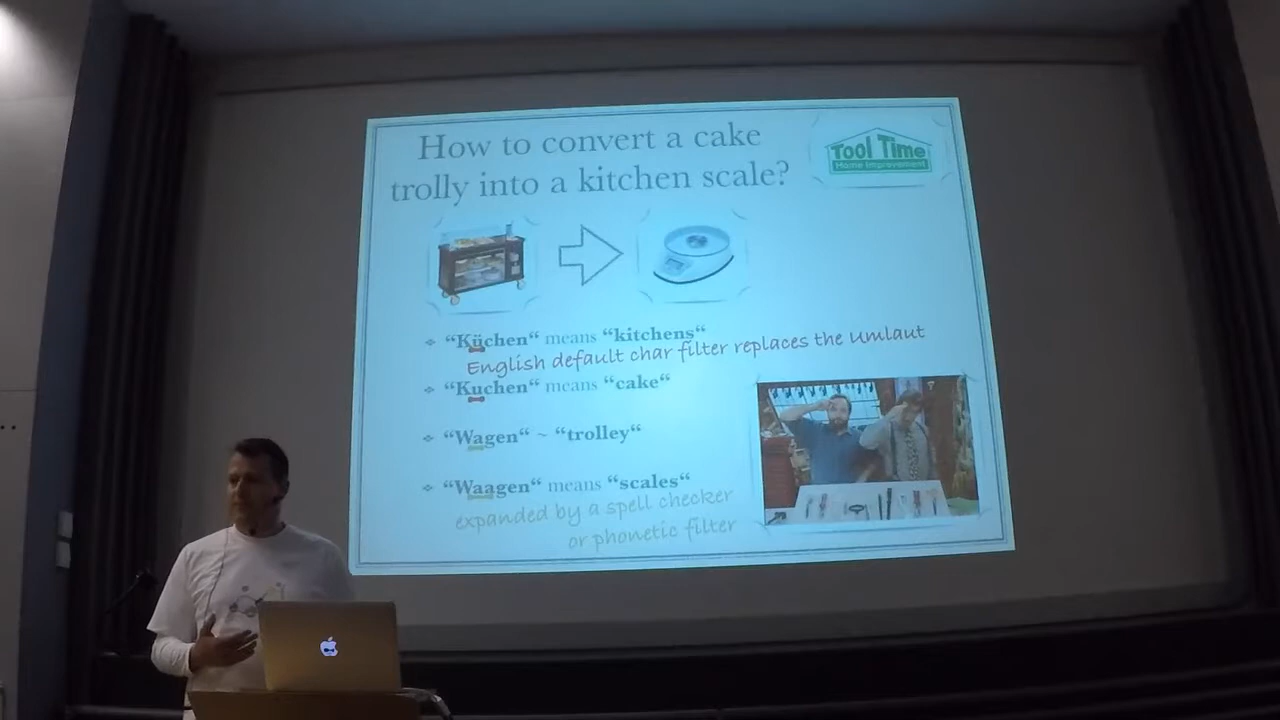 How to convert a cake
trolly into a kitchen scale?
Tool Time
Home Improvement
“Küchen“ means “kitchens“
English default char filter replaces the Umlaut
“Kuchen“ means “cake“
“Wagen“ ~ “trolley“
“Waagen“ means “scales“
expanded by a spell checker
or phonetic filter